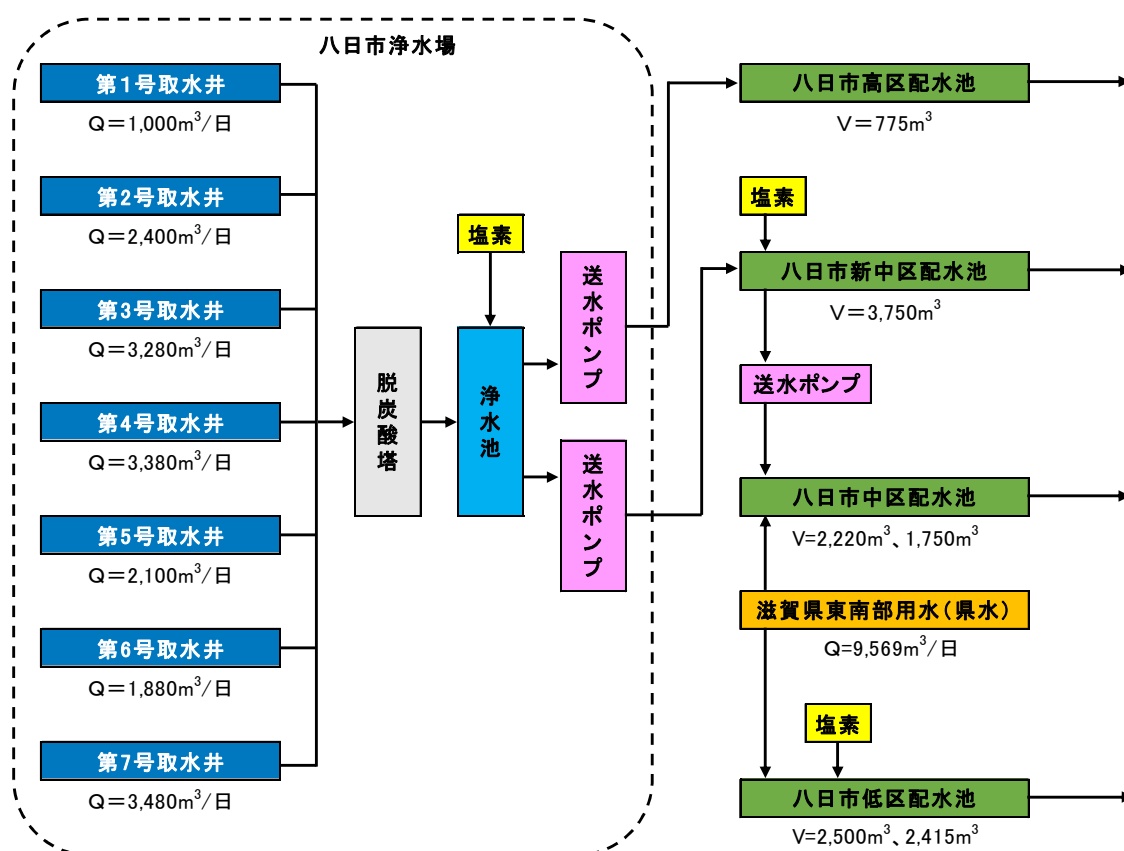 八日市浄水場
第1号取水井
Q=1,000m³/日
第2号取水井
Q=2,400m³/日
第3号取水井
Q=3,280m³/日
第4号取水井
Q=3,380m³/日
第5号取水井
Q=2,100m³/日
第6号取水井
Q=1,880m³/日
第7号取水井
Q=3,480m³/日
脱炭酸塔
塩素
浄水池
送水ポンプ
送水ポンプ
八日市高区配水池
V=775m³
塩素
八日市新中区配水池
V=3,750m³
送水ポンプ
八日市中区配水池
V=2,220m³、1,750m³
滋賀県東南部用水(県水)
Q=9,569m³/日
塩素
八日市低区配水池
V=2,500m³、2,415m³